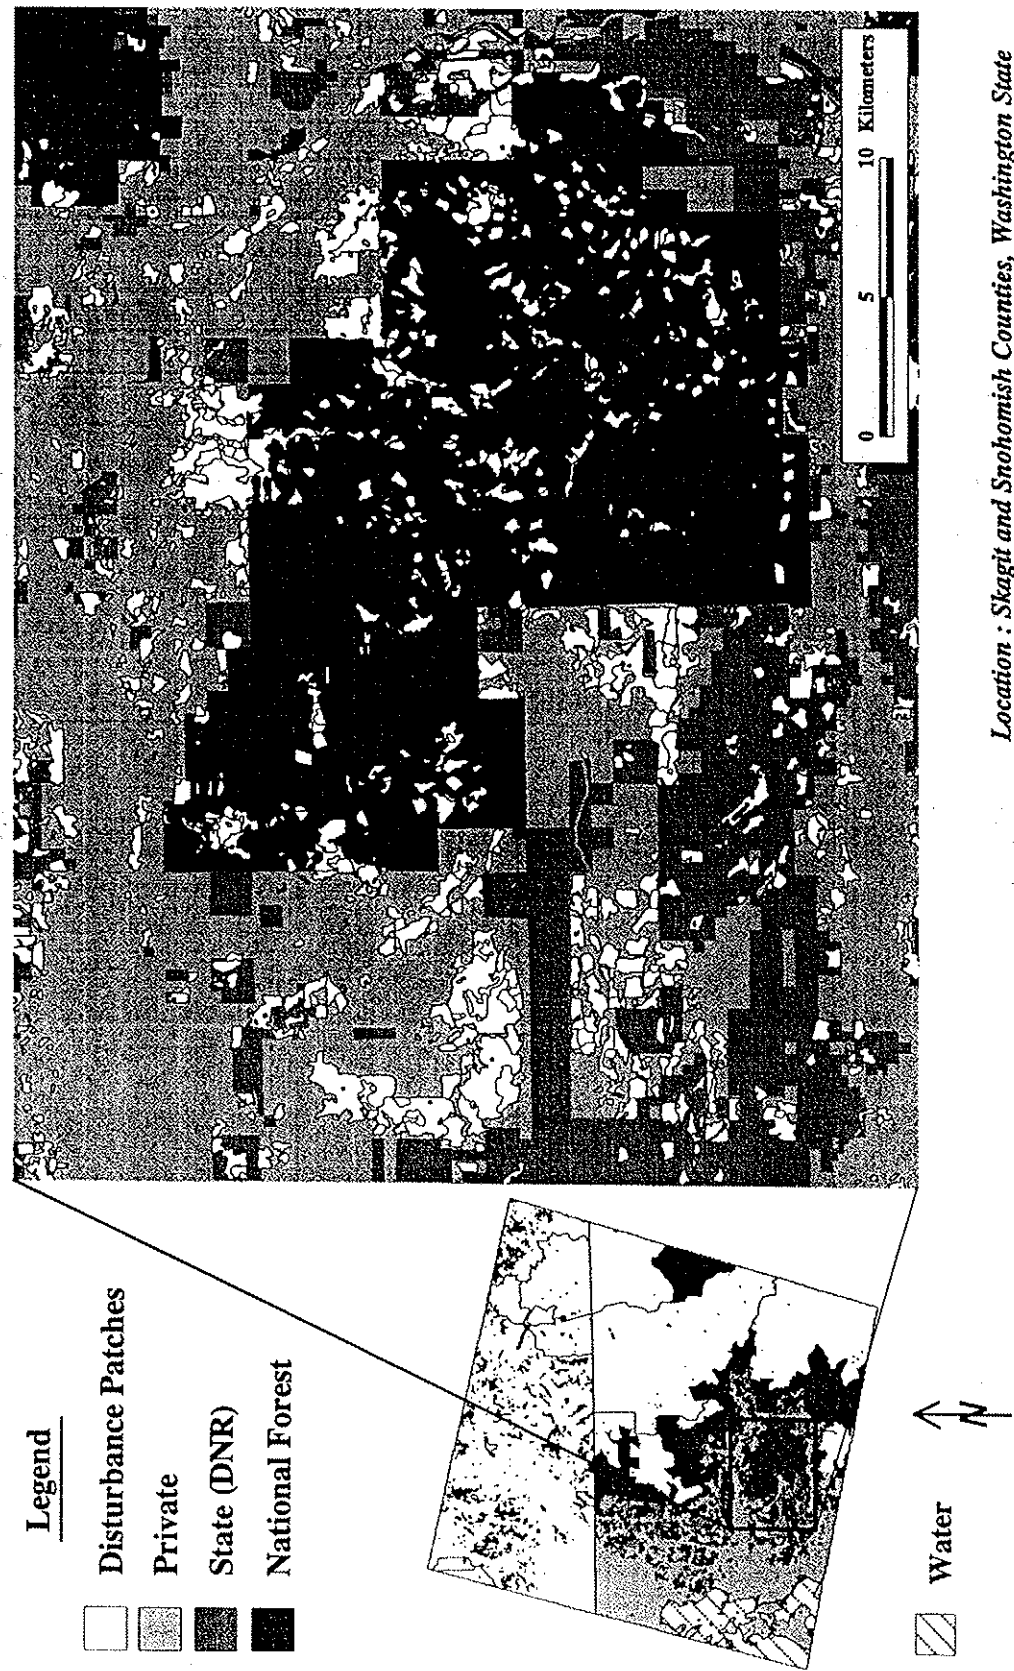 Legend
Disturbance Patches
Private
State (DNR)
National Forest
Water
N
0 5 10 Kilometers
Location : Skagit and Snohomish Counties, Washington State